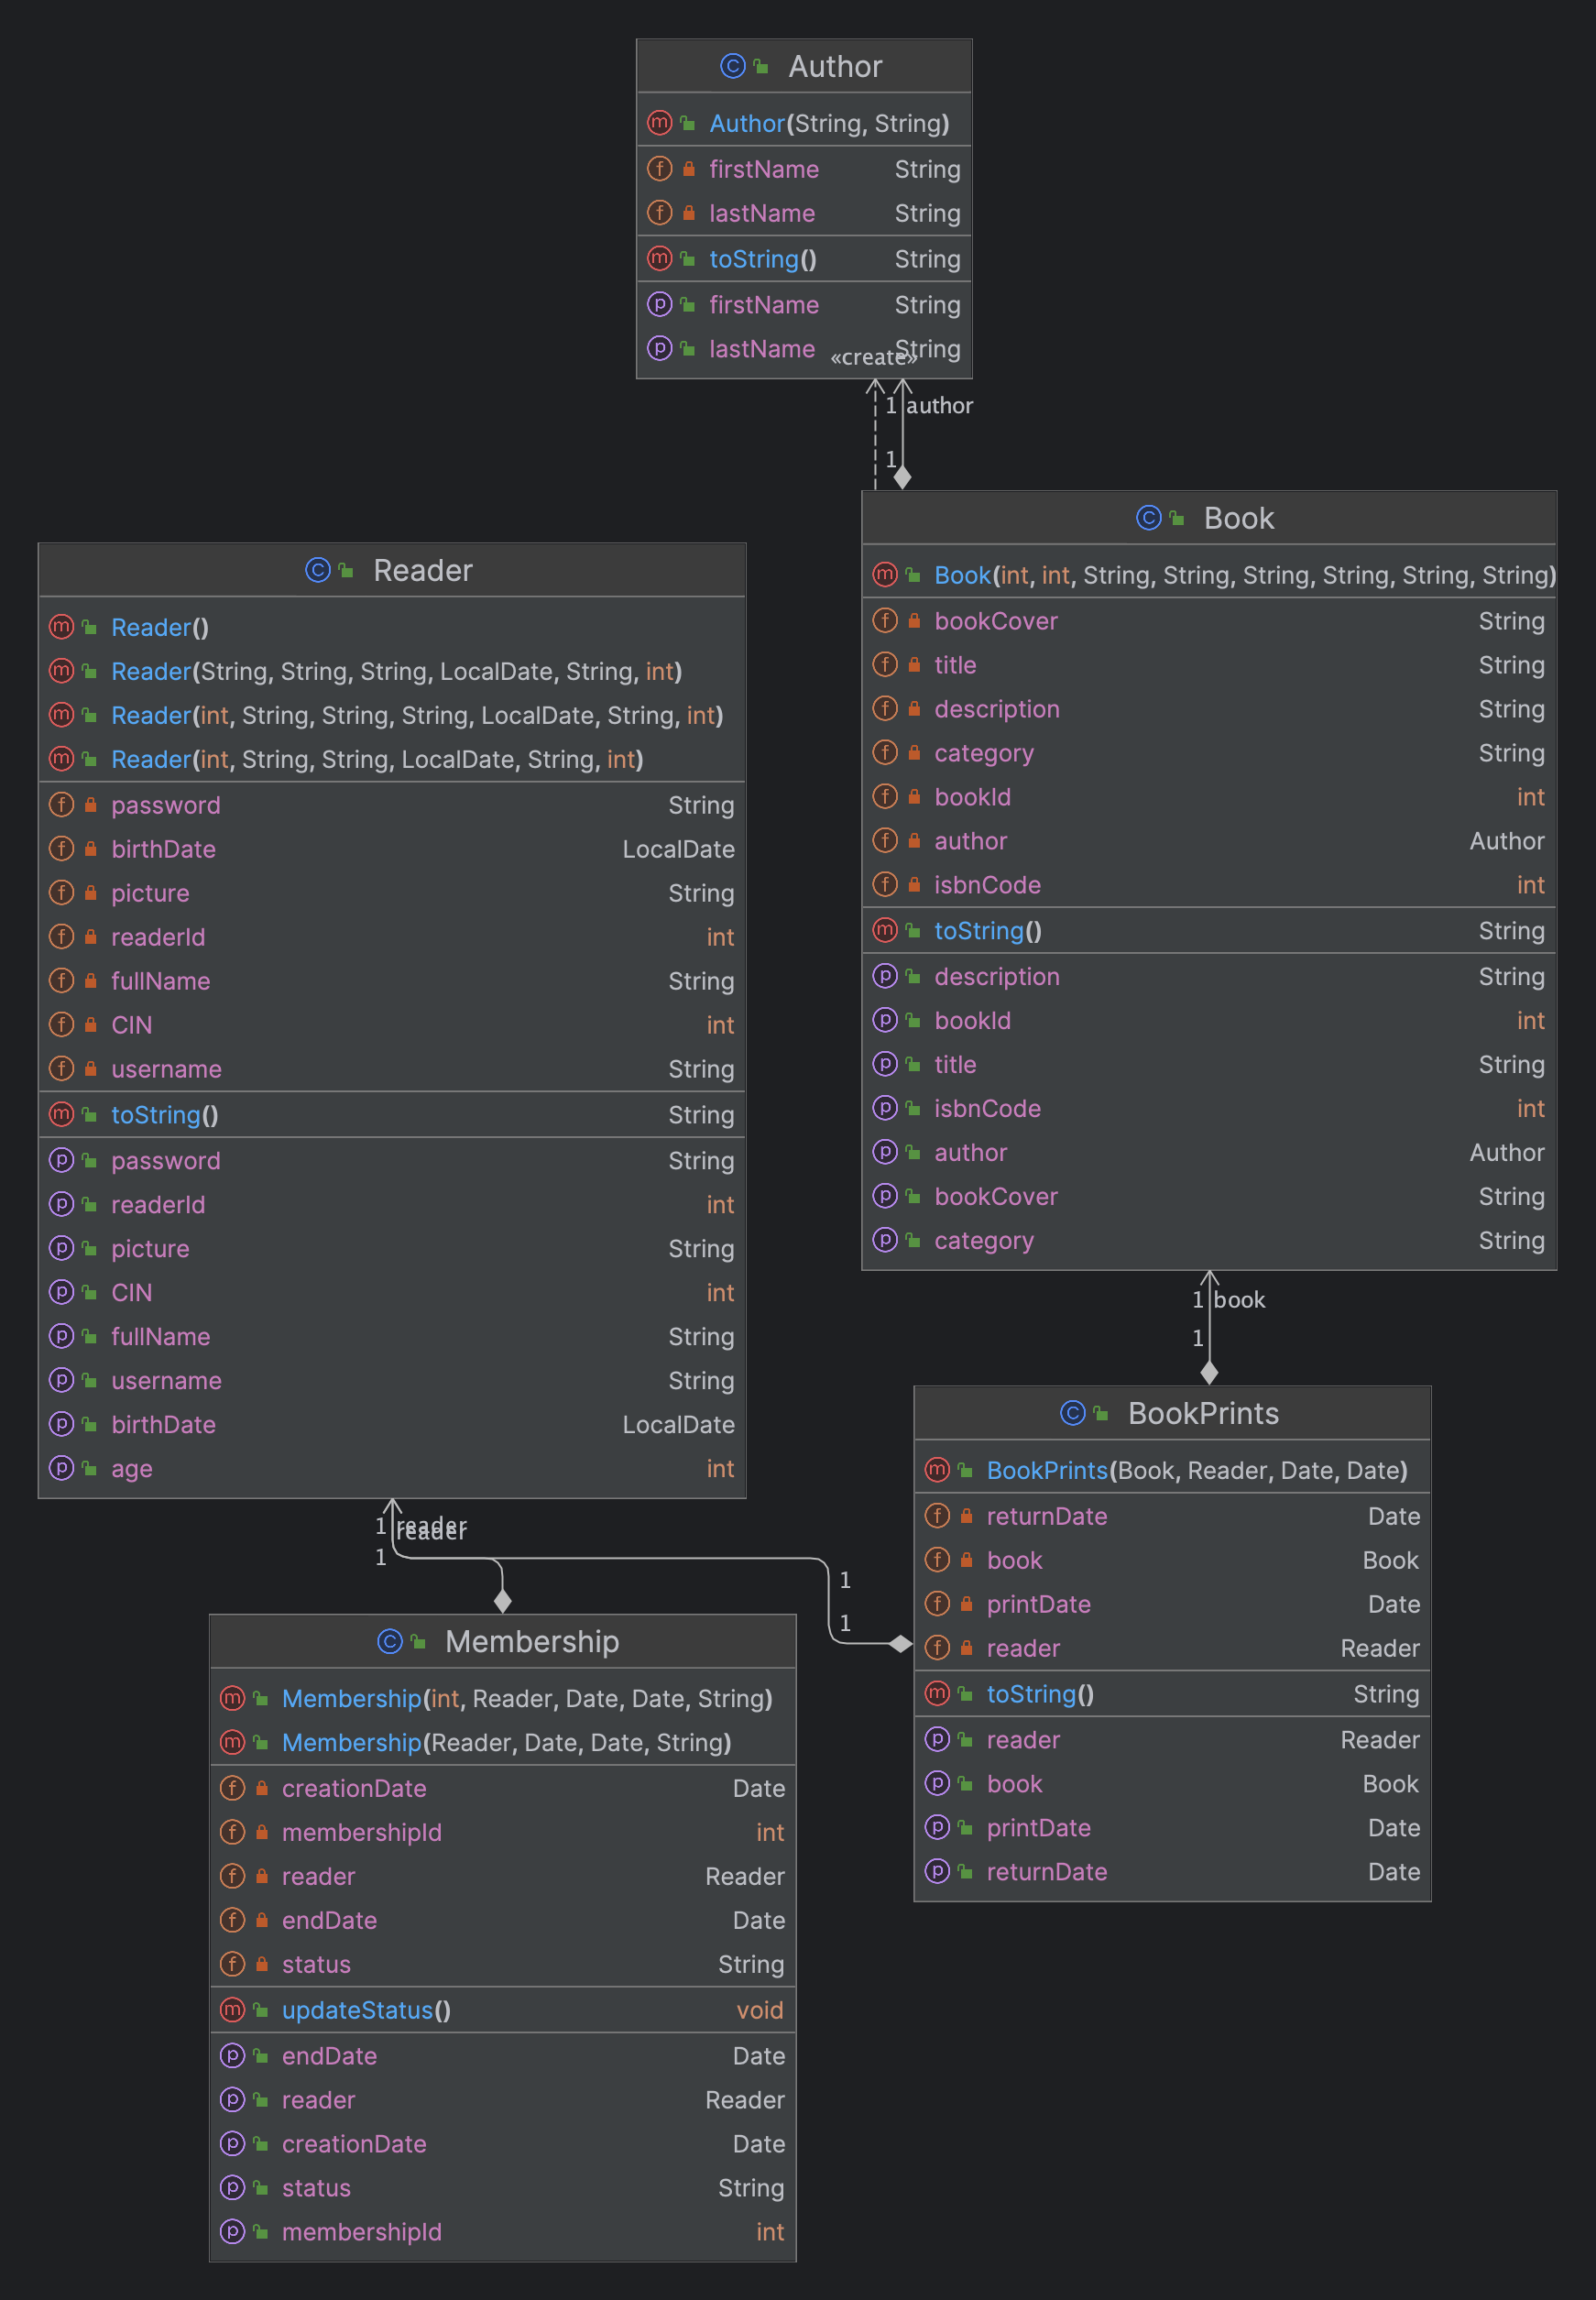 Author
Author(String, String)
firstName String
lastName String
toString() String
firstName String
lastName String
«create»
1 author
1
Book
Book(int, int, String, String, String, String, String, String)
bookCover String
title String
description String
category String
bookId int
author Author
isbnCode int
toString() String
description String
bookId int
title String
isbnCode int
author Author
bookCover String
category String
Reader
Reader()
Reader(String, String, String, LocalDate, String, int)
Reader(int, String, String, String, LocalDate, String, int)
Reader(int, String, String, LocalDate, String, int)
password String
birthDate LocalDate
picture String
readerId int
fullName String
CIN int
username String
toString() String
password String
readerId int
picture String
CIN int
fullName String
username String
birthDate LocalDate
age int
1 book
1
1 reader
reader
1
1
1
BookPrints
BookPrints(Book, Reader, Date, Date)
returnDate Date
book Book
printDate Date
reader Reader
toString() String
reader Reader
book Book
printDate Date
returnDate Date
Membership
Membership(int, Reader, Date, Date, String)
Membership(Reader, Date, Date, String)
creationDate Date
membershipId int
reader Reader
endDate Date
status String
updateStatus() void
endDate Date
reader Reader
creationDate Date
status String
membershipId int